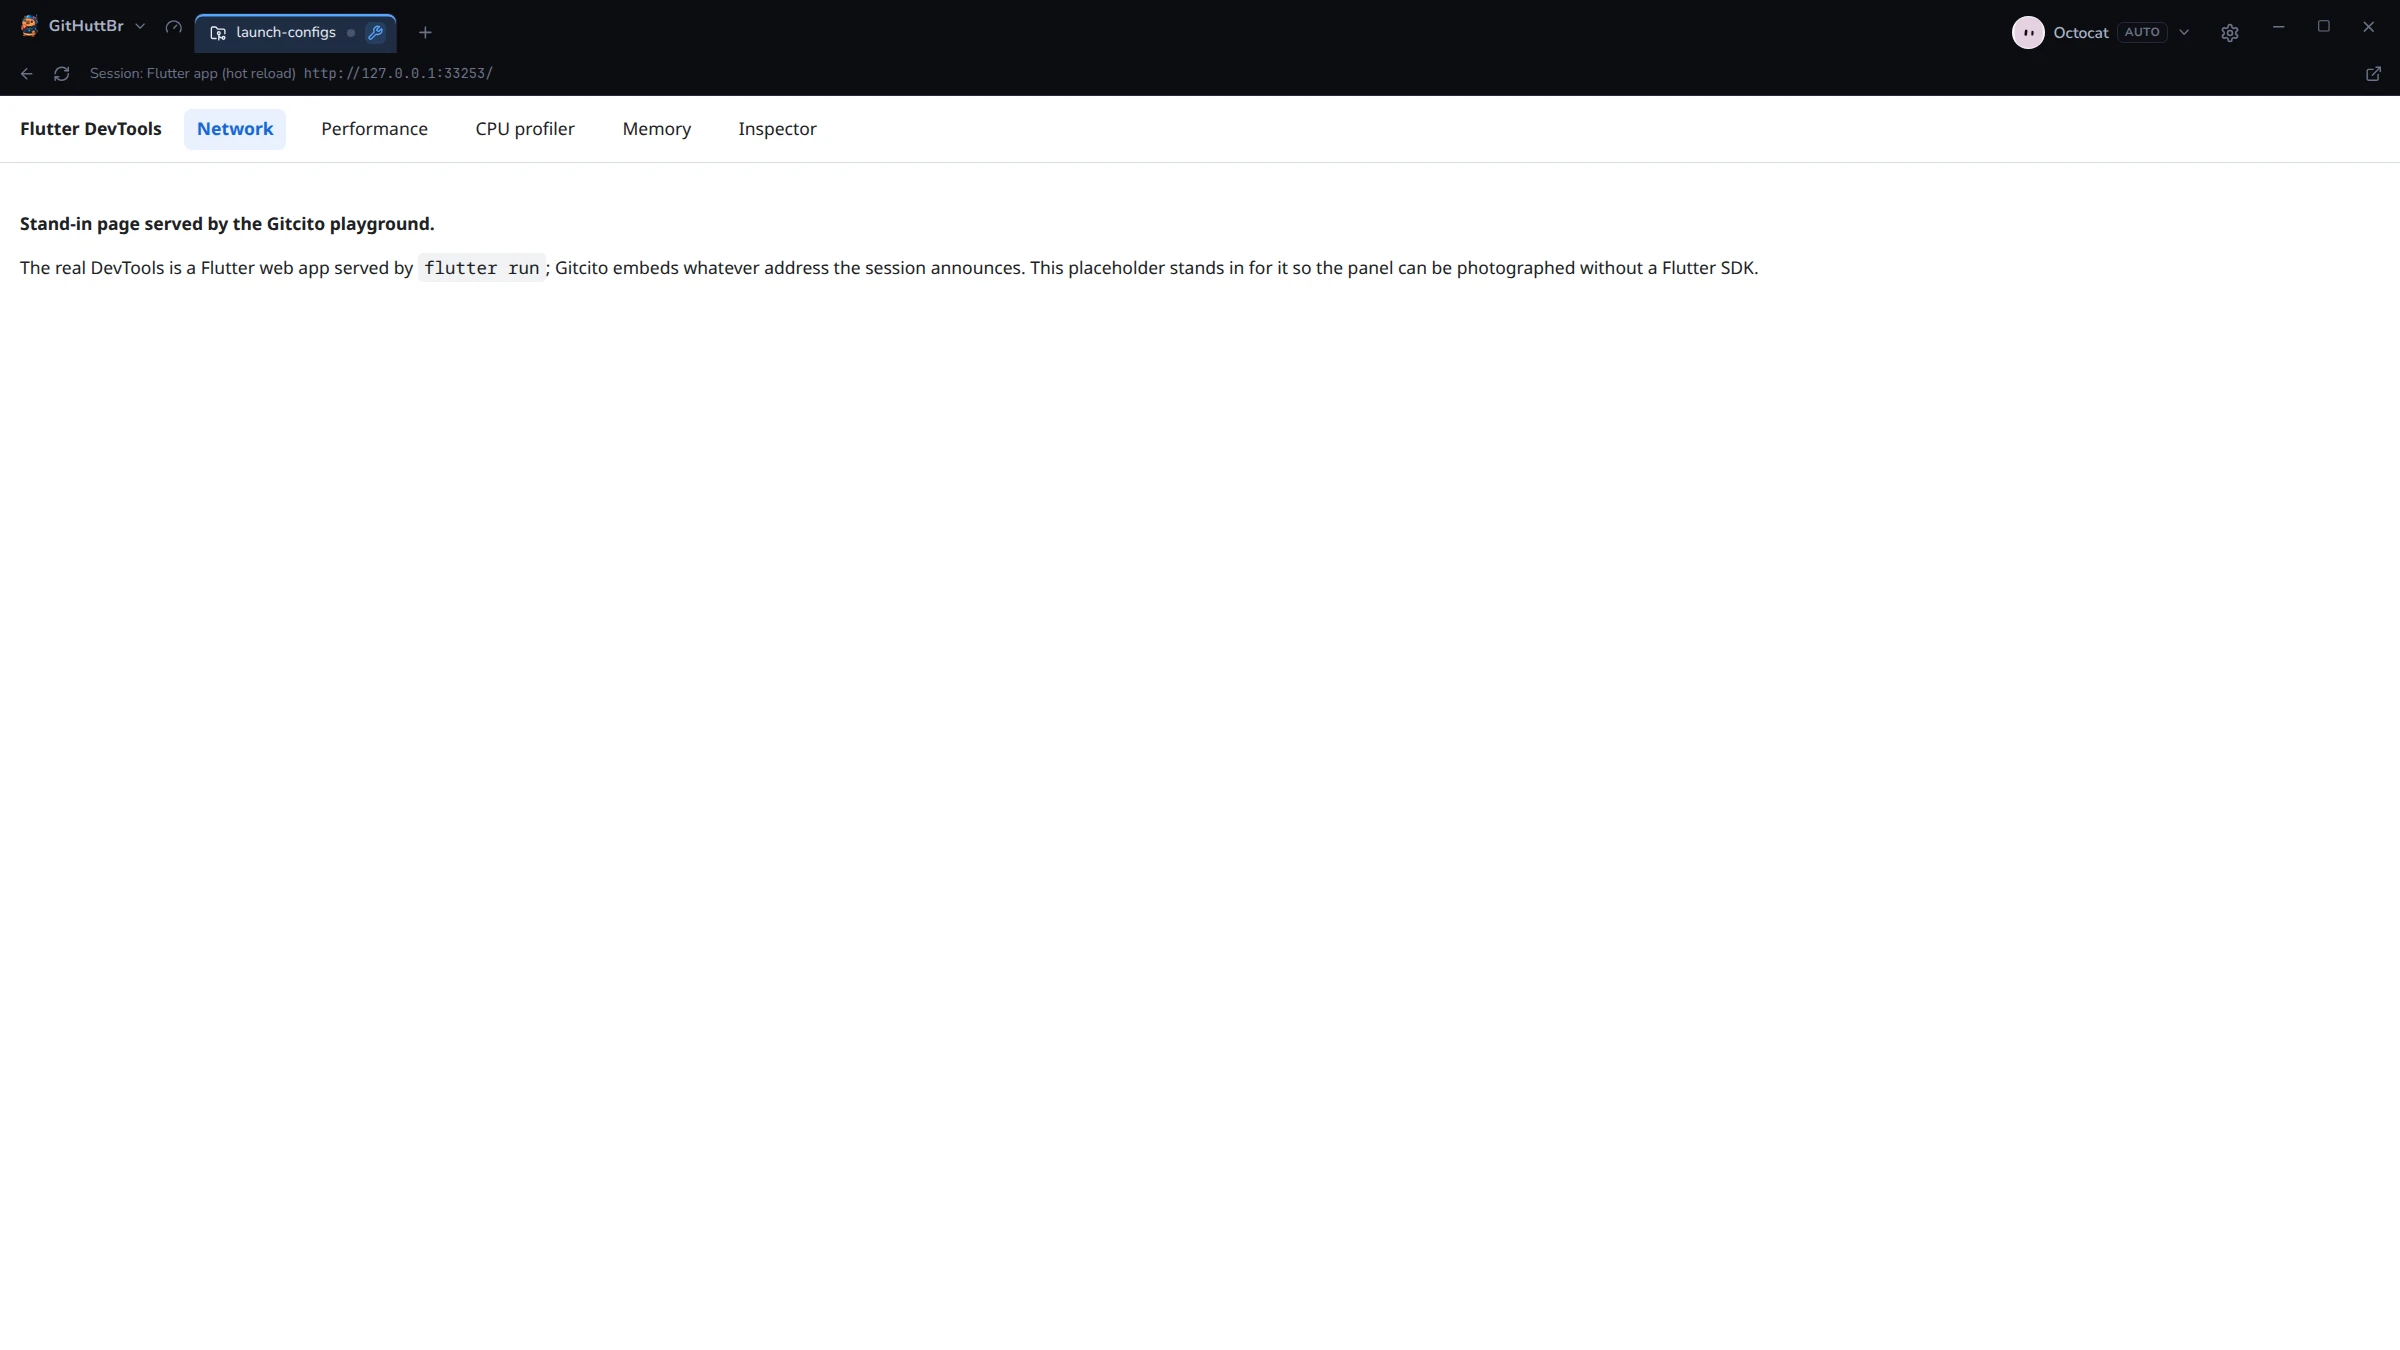 GitHuttBr
launch-configs
Octocat AUTO
Session: Flutter app (hot reload) http://127.0.0.1:33253/
Flutter DevTools Network Performance CPU profiler Memory Inspector
Stand-in page served by the Gitcito playground.
The real DevTools is a Flutter web app served by flutter run; Gitcito embeds whatever address the session announces. This placeholder stands in for it so the panel can be photographed without a Flutter SDK.